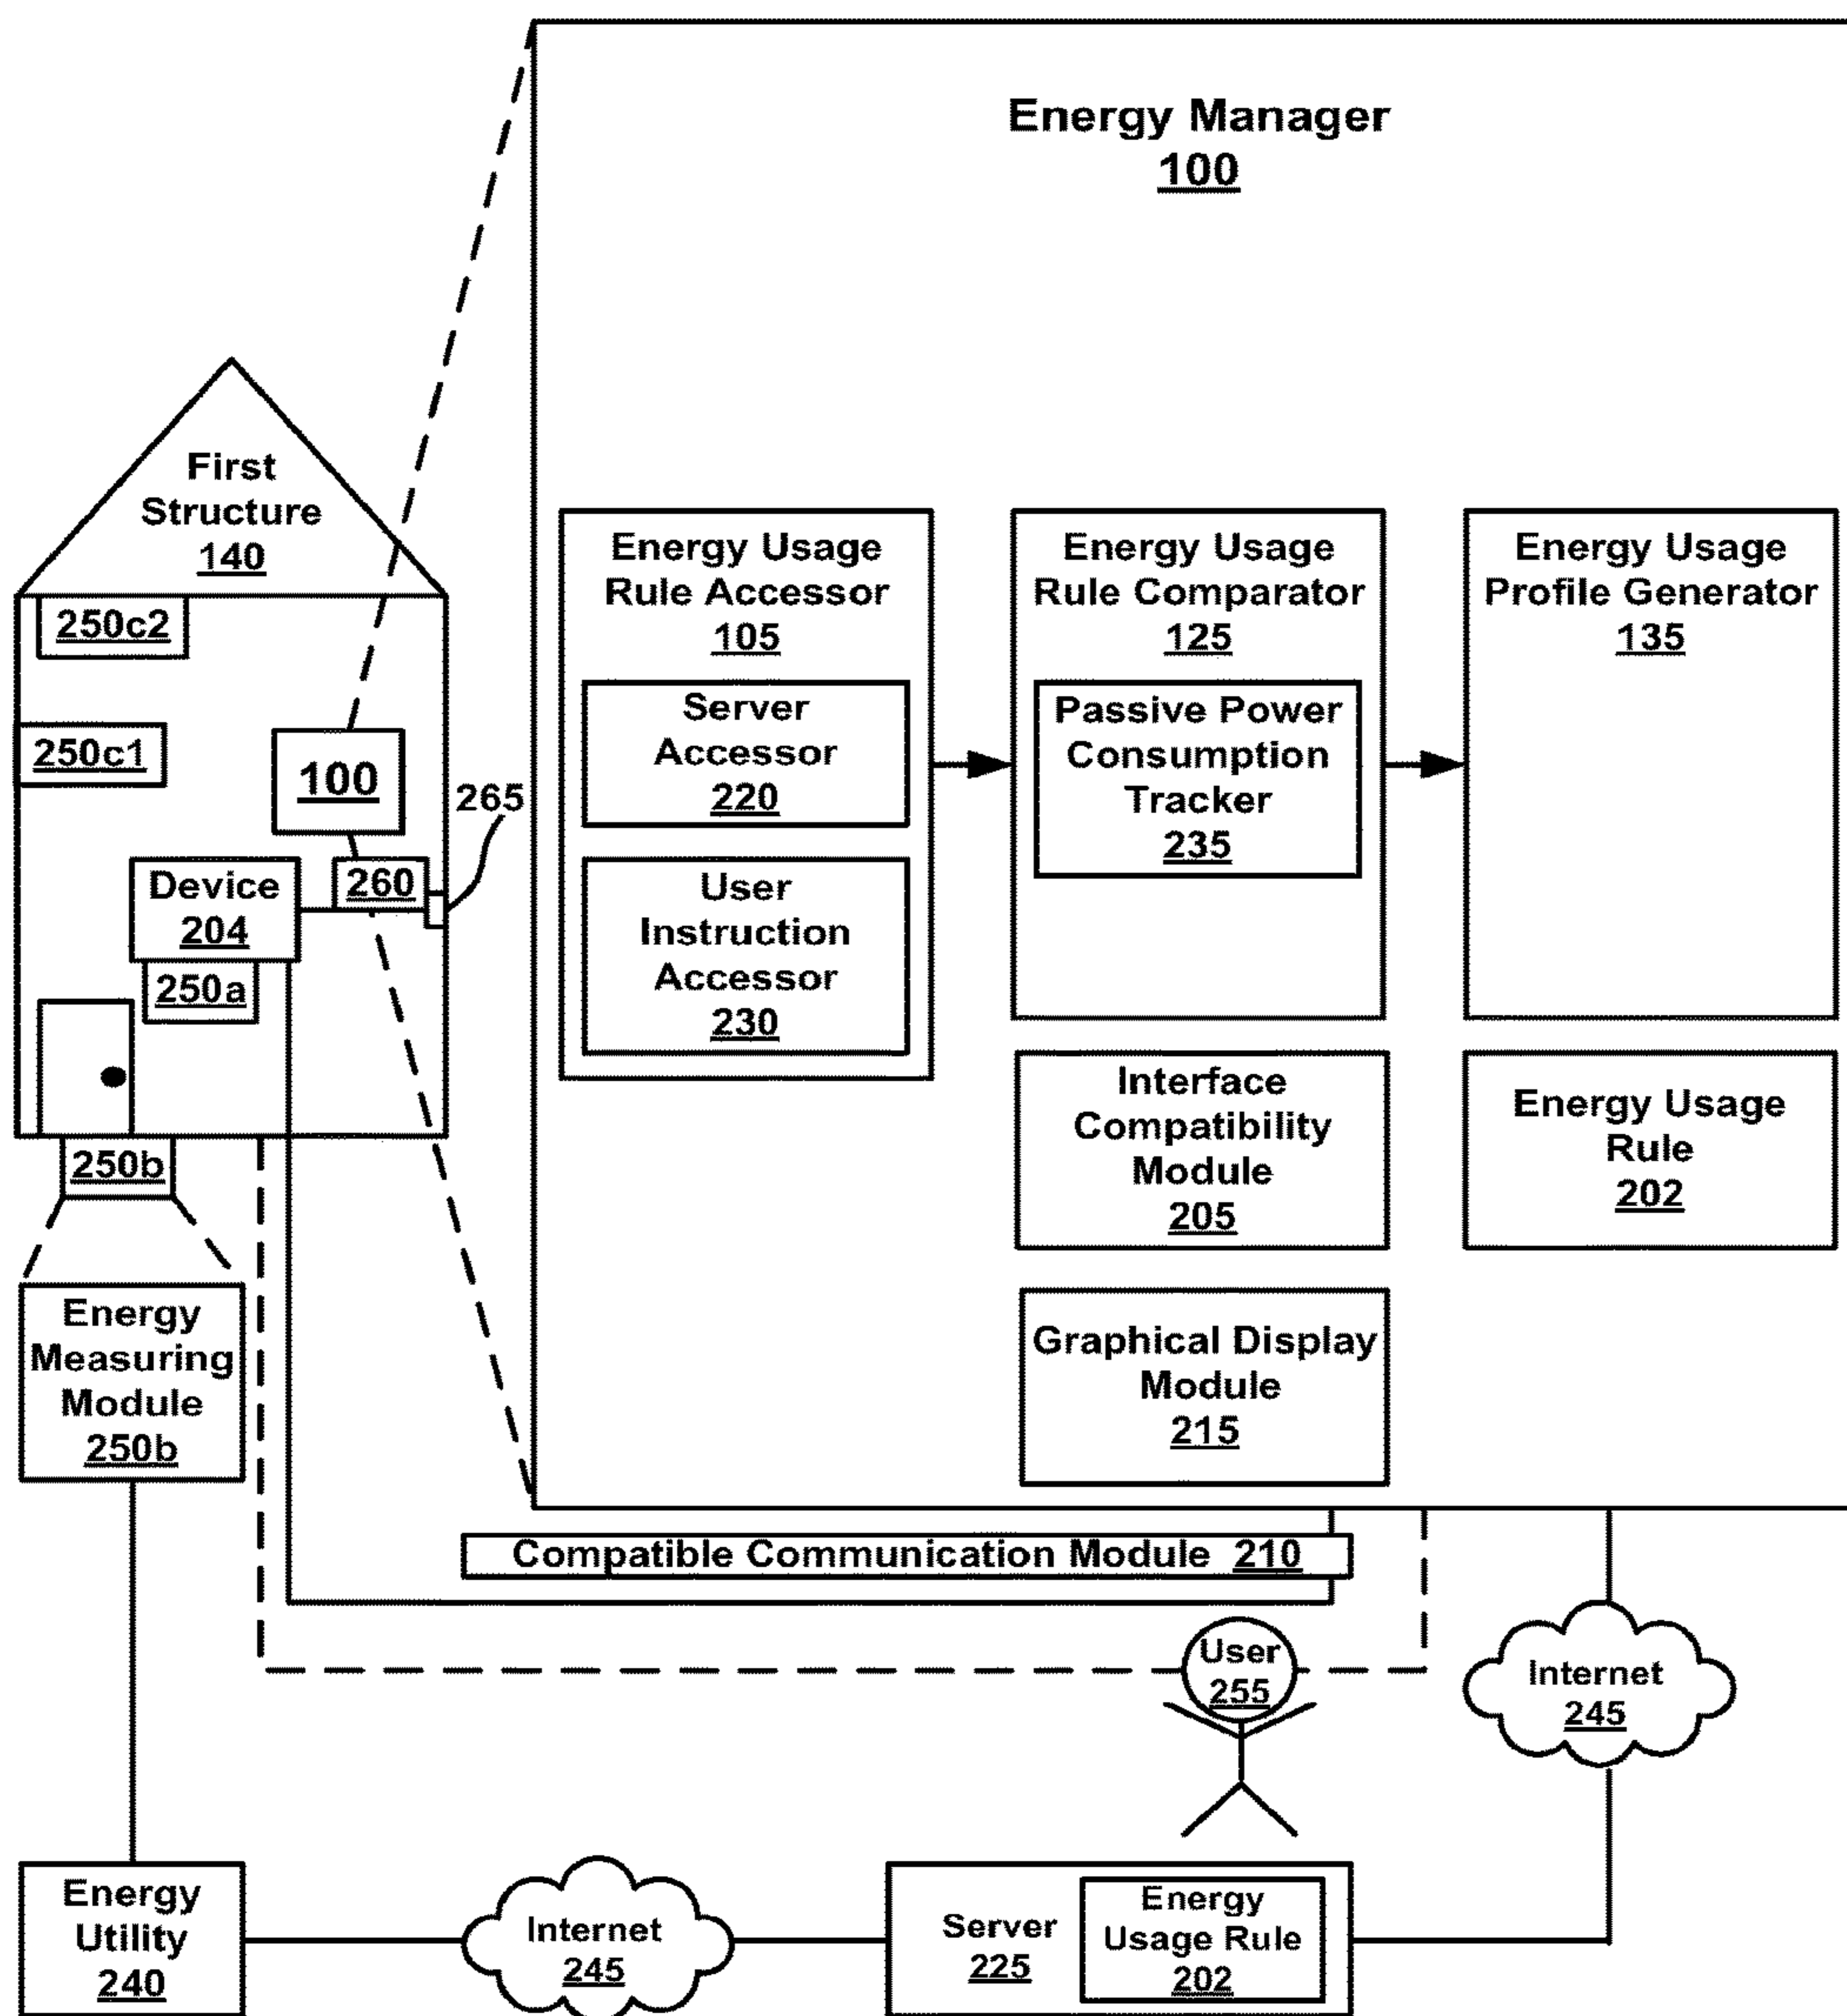 Energy Manager
100
First
Structure
140
250c2
250c1
100
265
260
Device
204
250a
250b
Energy
Measuring
Module
250b
Energy Usage
Rule Accessor
105
Server
Accessor
220
User
Instruction
Accessor
230
Energy Usage
Rule Comparator
125
Passive Power
Consumption
Tracker
235
Energy Usage
Profile Generator
135
Interface
Compatibility
Module
205
Energy Usage
Rule
202
Graphical Display
Module
215
Compatible Communication Module 210
User
255
Internet
245
Energy
Utility
240
Internet
245
Server
225
Energy
Usage Rule
202